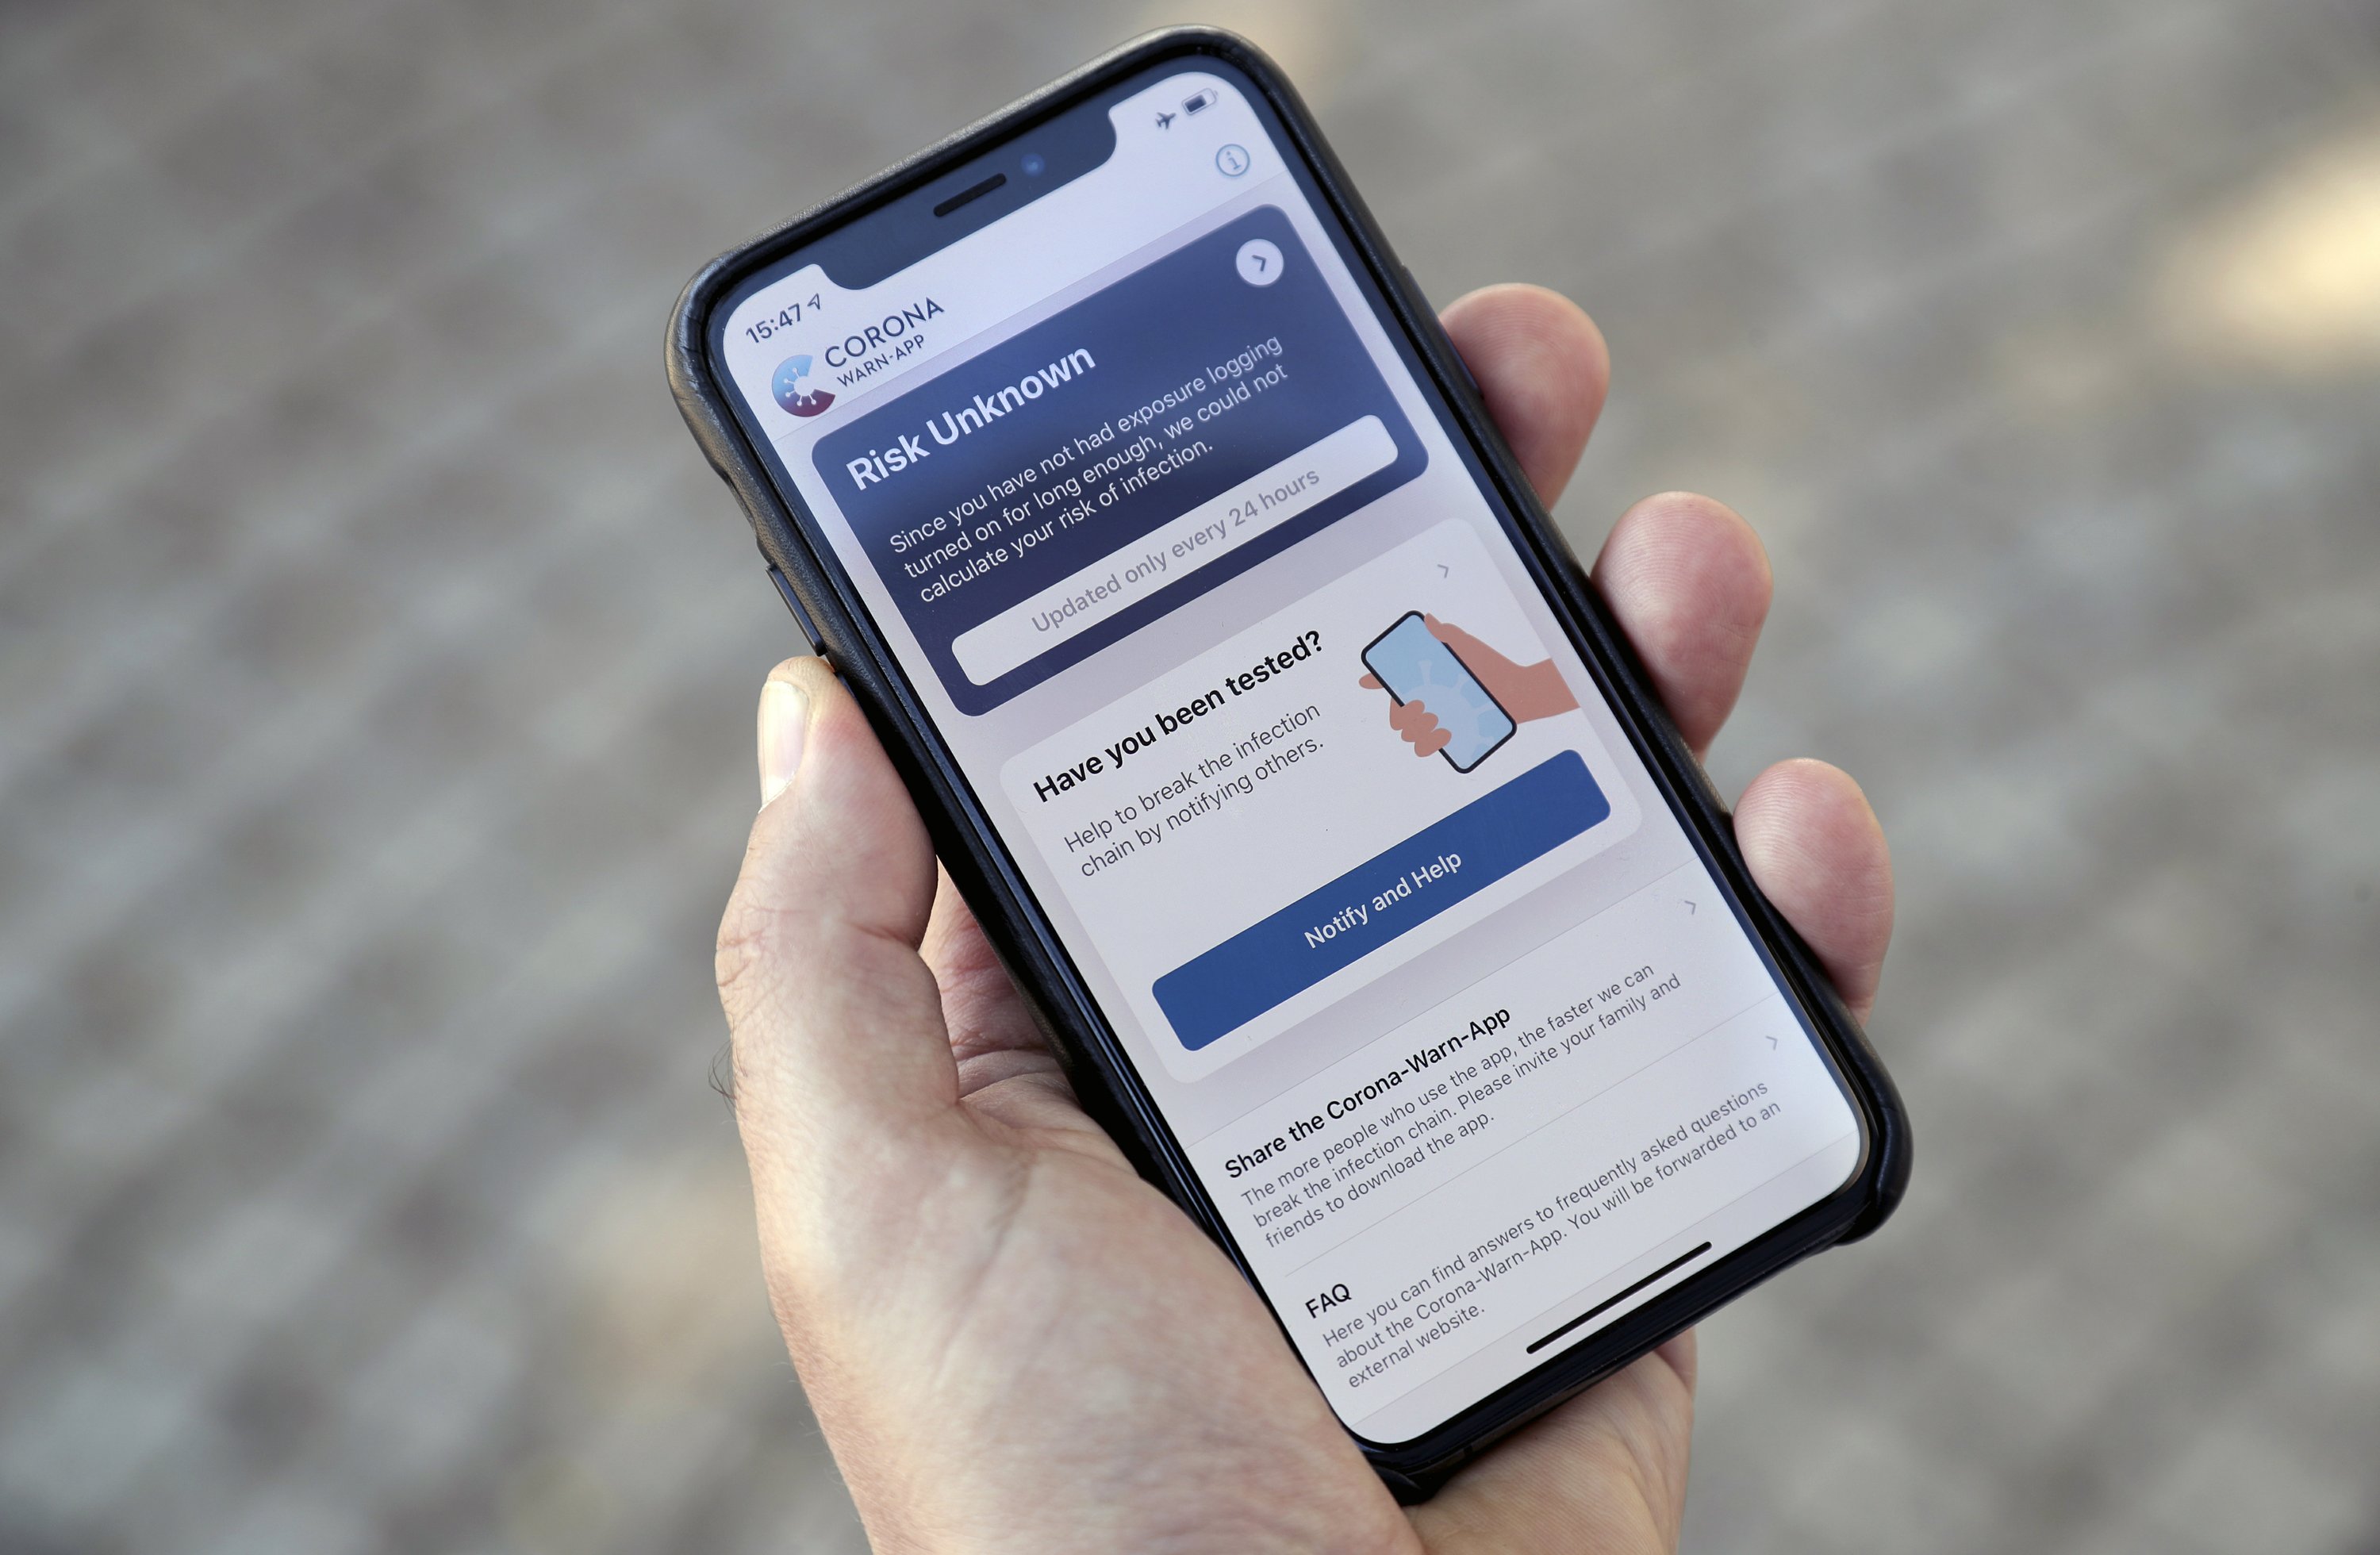 15:47
CORONA
WARN-APP
Risk Unknown
Since you have not had exposure logging
turned on for long enough, we could not
calculate your risk of infection.
Updated only every 24 hours
Have you been tested?
Help to break the infection
chain by notifying others.
Notify and Help
Share the Corona-Warn-App
The more people who use the app, the faster we can
break the infection chain. Please invite your family and
friends to download the app.
FAQ
Here you can find answers to frequently asked questions
about the Corona-Warn-App. You will be forwarded to an
external website.